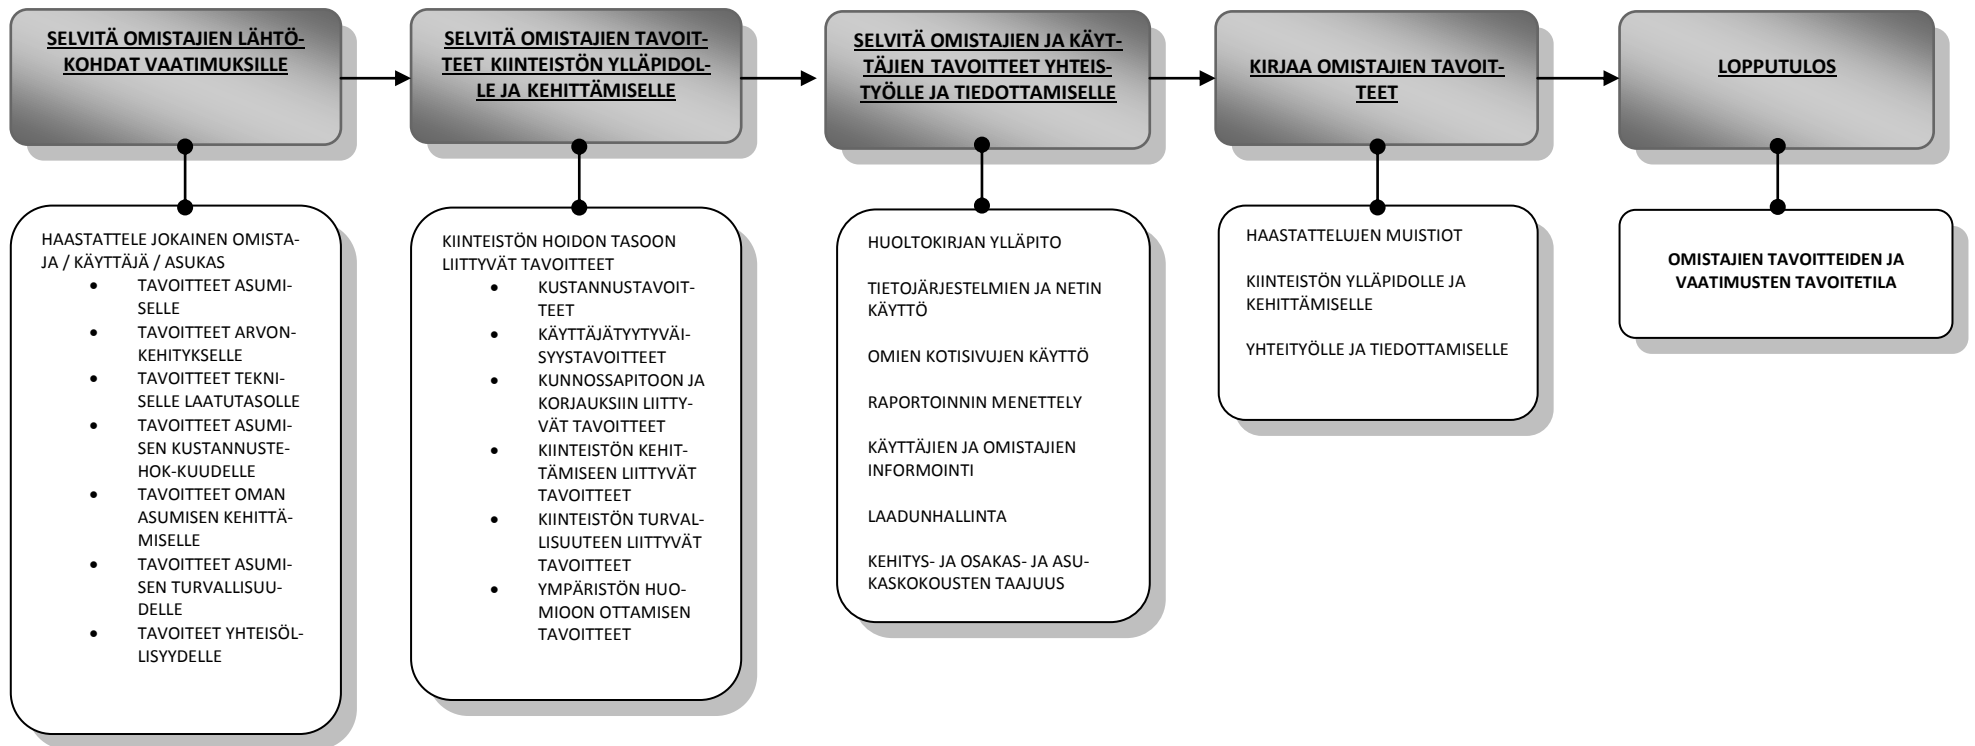 SELVITÄ OMISTAJIEN LÄHTÖ-
KOHDAT VAATIMUKSILLE
SELVITÄ OMISTAJIEN TAVOIT-
TEET KIINTEISTÖN YLLÄPIDOL-
LE JA KEHITTÄMISELLE
SELVITÄ OMISTAJIEN JA KÄYT-
TÄJIEN TAVOITTEET YHTEIS-
TYÖLLE JA TIEDOTTAMISELLE
KIRJAA OMISTAJIEN TAVOIT-
TEET
LOPPUTULOS
HAASTATTELE JOKAINEN OMISTA-
JA / KÄYTTÄJÄ / ASUKAS
• TAVOITTEET ASUMI-
SELLE
• TAVOITTEET ARVON-
KEHITYKSELLE
• TAVOITTEET TEKNI-
SELLE LAATUTASOLLE
• TAVOITTEET ASUMI-
SEN KUSTANNUSTE-
HOK-KUUDELLE
• TAVOITTEET OMAN
ASUMISEN KEHITTÄ-
MISELLE
• TAVOITTEET ASUMI-
SEN TURVALLISUU-
DELLE
• TAVOITEET YHTEISÖL-
LISYYDELLE
KIINTEISTÖN HOIDON TASOON
LIITTYVÄT TAVOITTEET
• KUSTANNUSTAVOIT-
TEET
• KÄYTTÄJÄTYYTYVÄI-
SYYSTAVOITTEET
• KUNNOSSAPITOON JA
KORJAUKSIIN LIITTY-
VÄT TAVOITTEET
• KIINTEISTÖN KEHIT-
TÄMISEEN LIITTYVÄT
TAVOITTEET
• KIINTEISTÖN TURVAL-
LISUUTEEN LIITTYVÄT
TAVOITTEET
• YMPÄRISTÖN HUO-
MIOON OTTAMISEN
TAVOITTEET
HUOLTOKIRJAN YLLÄPITO
TIETOJÄRJESTELMIEN JA NETIN
KÄYTTÖ
OMIEN KOTISIVUJEN KÄYTTÖ
RAPORTOINNIN MENETTELY
KÄYTTÄJIEN JA OMISTAJIEN
INFORMOINTI
LAADUNHALLINTA
KEHITYS- JA OSAKAS- JA ASU-
KASKOKOUSTEN TAAJUUS
HAASTATTELUJEN MUISTIOT
KIINTEISTÖN YLLÄPIDOLLE JA
KEHITTÄMISELLE
YHTEITYÖLLE JA TIEDOTTAMISELLE
OMISTAJIEN TAVOITTEIDEN JA
VAATIMUSTEN TAVOITETILA